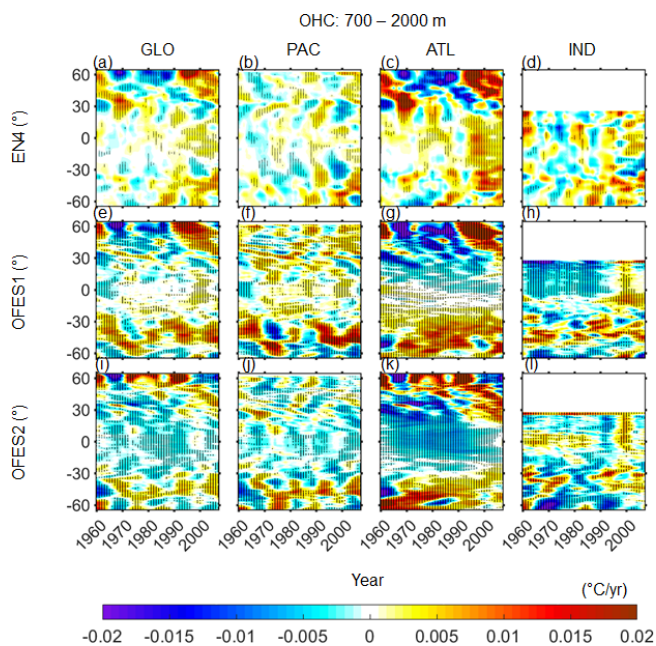 OHC: 700 – 2000 m
GLO PAC ATL IND
(a) (b) (c) (d)
60
30
0
-30
-60
EN4 (°)
(e) (f) (g) (h)
60
30
0
-30
-60
OFES1 (°)
(i) (j) (k) (l)
60
30
0
-30
-60
OFES2 (°)
1960 1970 1980 1990 2000 1960 1970 1980 1990 2000 1960 1970 1980 1990 2000 1960 1970 1980 1990 2000
Year
(°C/yr)
-0.02 -0.015 -0.01 -0.005 0 0.005 0.01 0.015 0.02